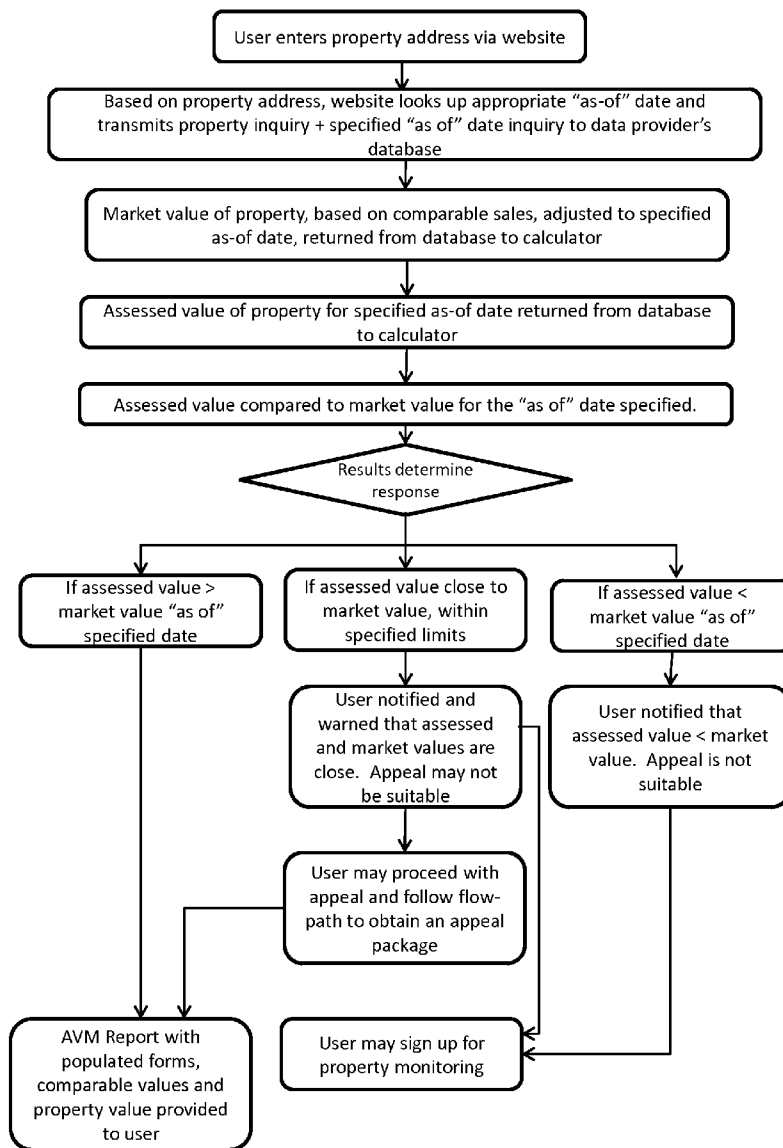 User enters property address via website
Based on property address, website looks up appropriate “as-of” date and
transmits property inquiry + specified “as of” date inquiry to data provider’s
database
Market value of property, based on comparable sales, adjusted to specified
as-of date, returned from database to calculator
Assessed value of property for specified as-of date returned from database
to calculator
Assessed value compared to market value for the “as of” date specified.
Results determine
response
If assessed value >
market value “as of”
specified date
If assessed value close to
market value, within
specified limits
If assessed value <
market value “as of”
specified date
User notified and
warned that assessed
and market values are
close. Appeal may not
be suitable
User notified that
assessed value < market
value. Appeal is not
suitable
User may proceed with
appeal and follow flow-
path to obtain an appeal
package
AVM Report with
populated forms,
comparable values and
property value provided
to user
User may sign up for
property monitoring